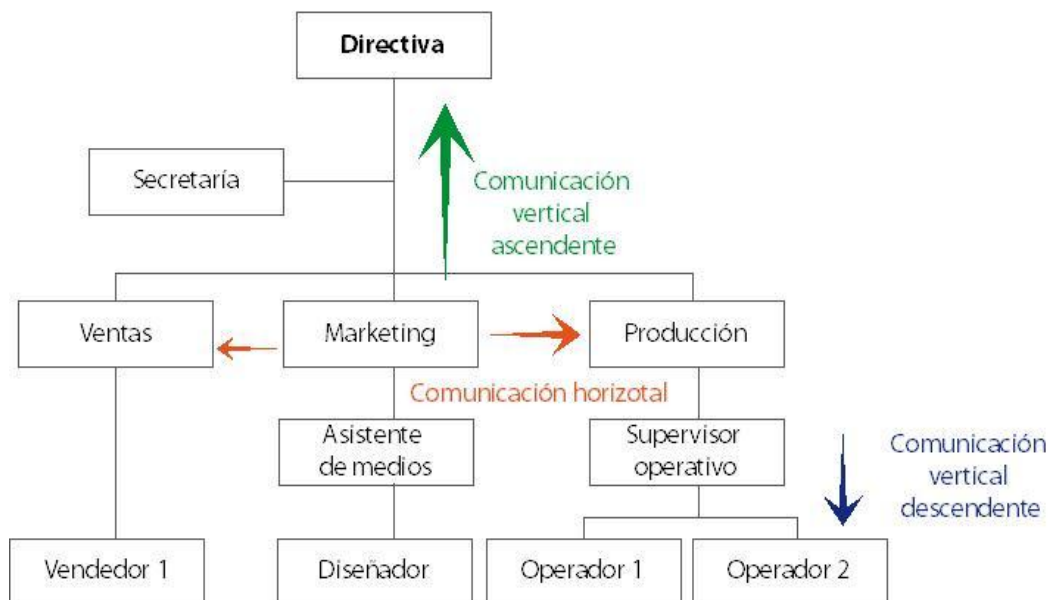 Directiva
Secretaría
Comunicación
vertical
ascendente
Ventas
Marketing
Producción
Comunicación horizotal
Asistente
de medios
Supervisor
operativo
Comunicación
vertical
descendente
Vendedor 1
Diseñador
Operador 1
Operador 2